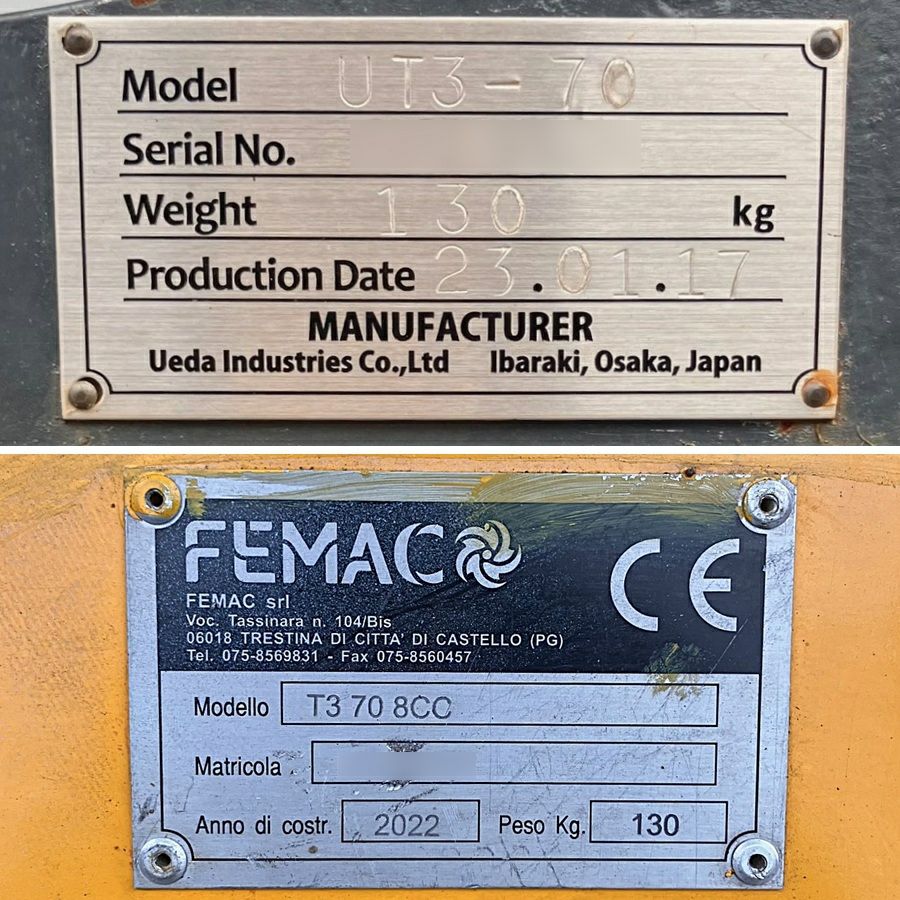 Model UT3-70
Serial No.
Weight 130 kg
Production Date 23.01.17
MANUFACTURER
Ueda Industries Co.,Ltd Ibaraki, Osaka, Japan
FEMAC CE
FEMAC srl
Voc. Tassinara n. 104/Bis
06018 TRESTINA DI CITTA' DI CASTELLO (PG)
Tel. 075-8569831 - Fax 075-8560457
Modello T3 70 8CC
Matricola
Anno di costr. 2022 Peso Kg. 130